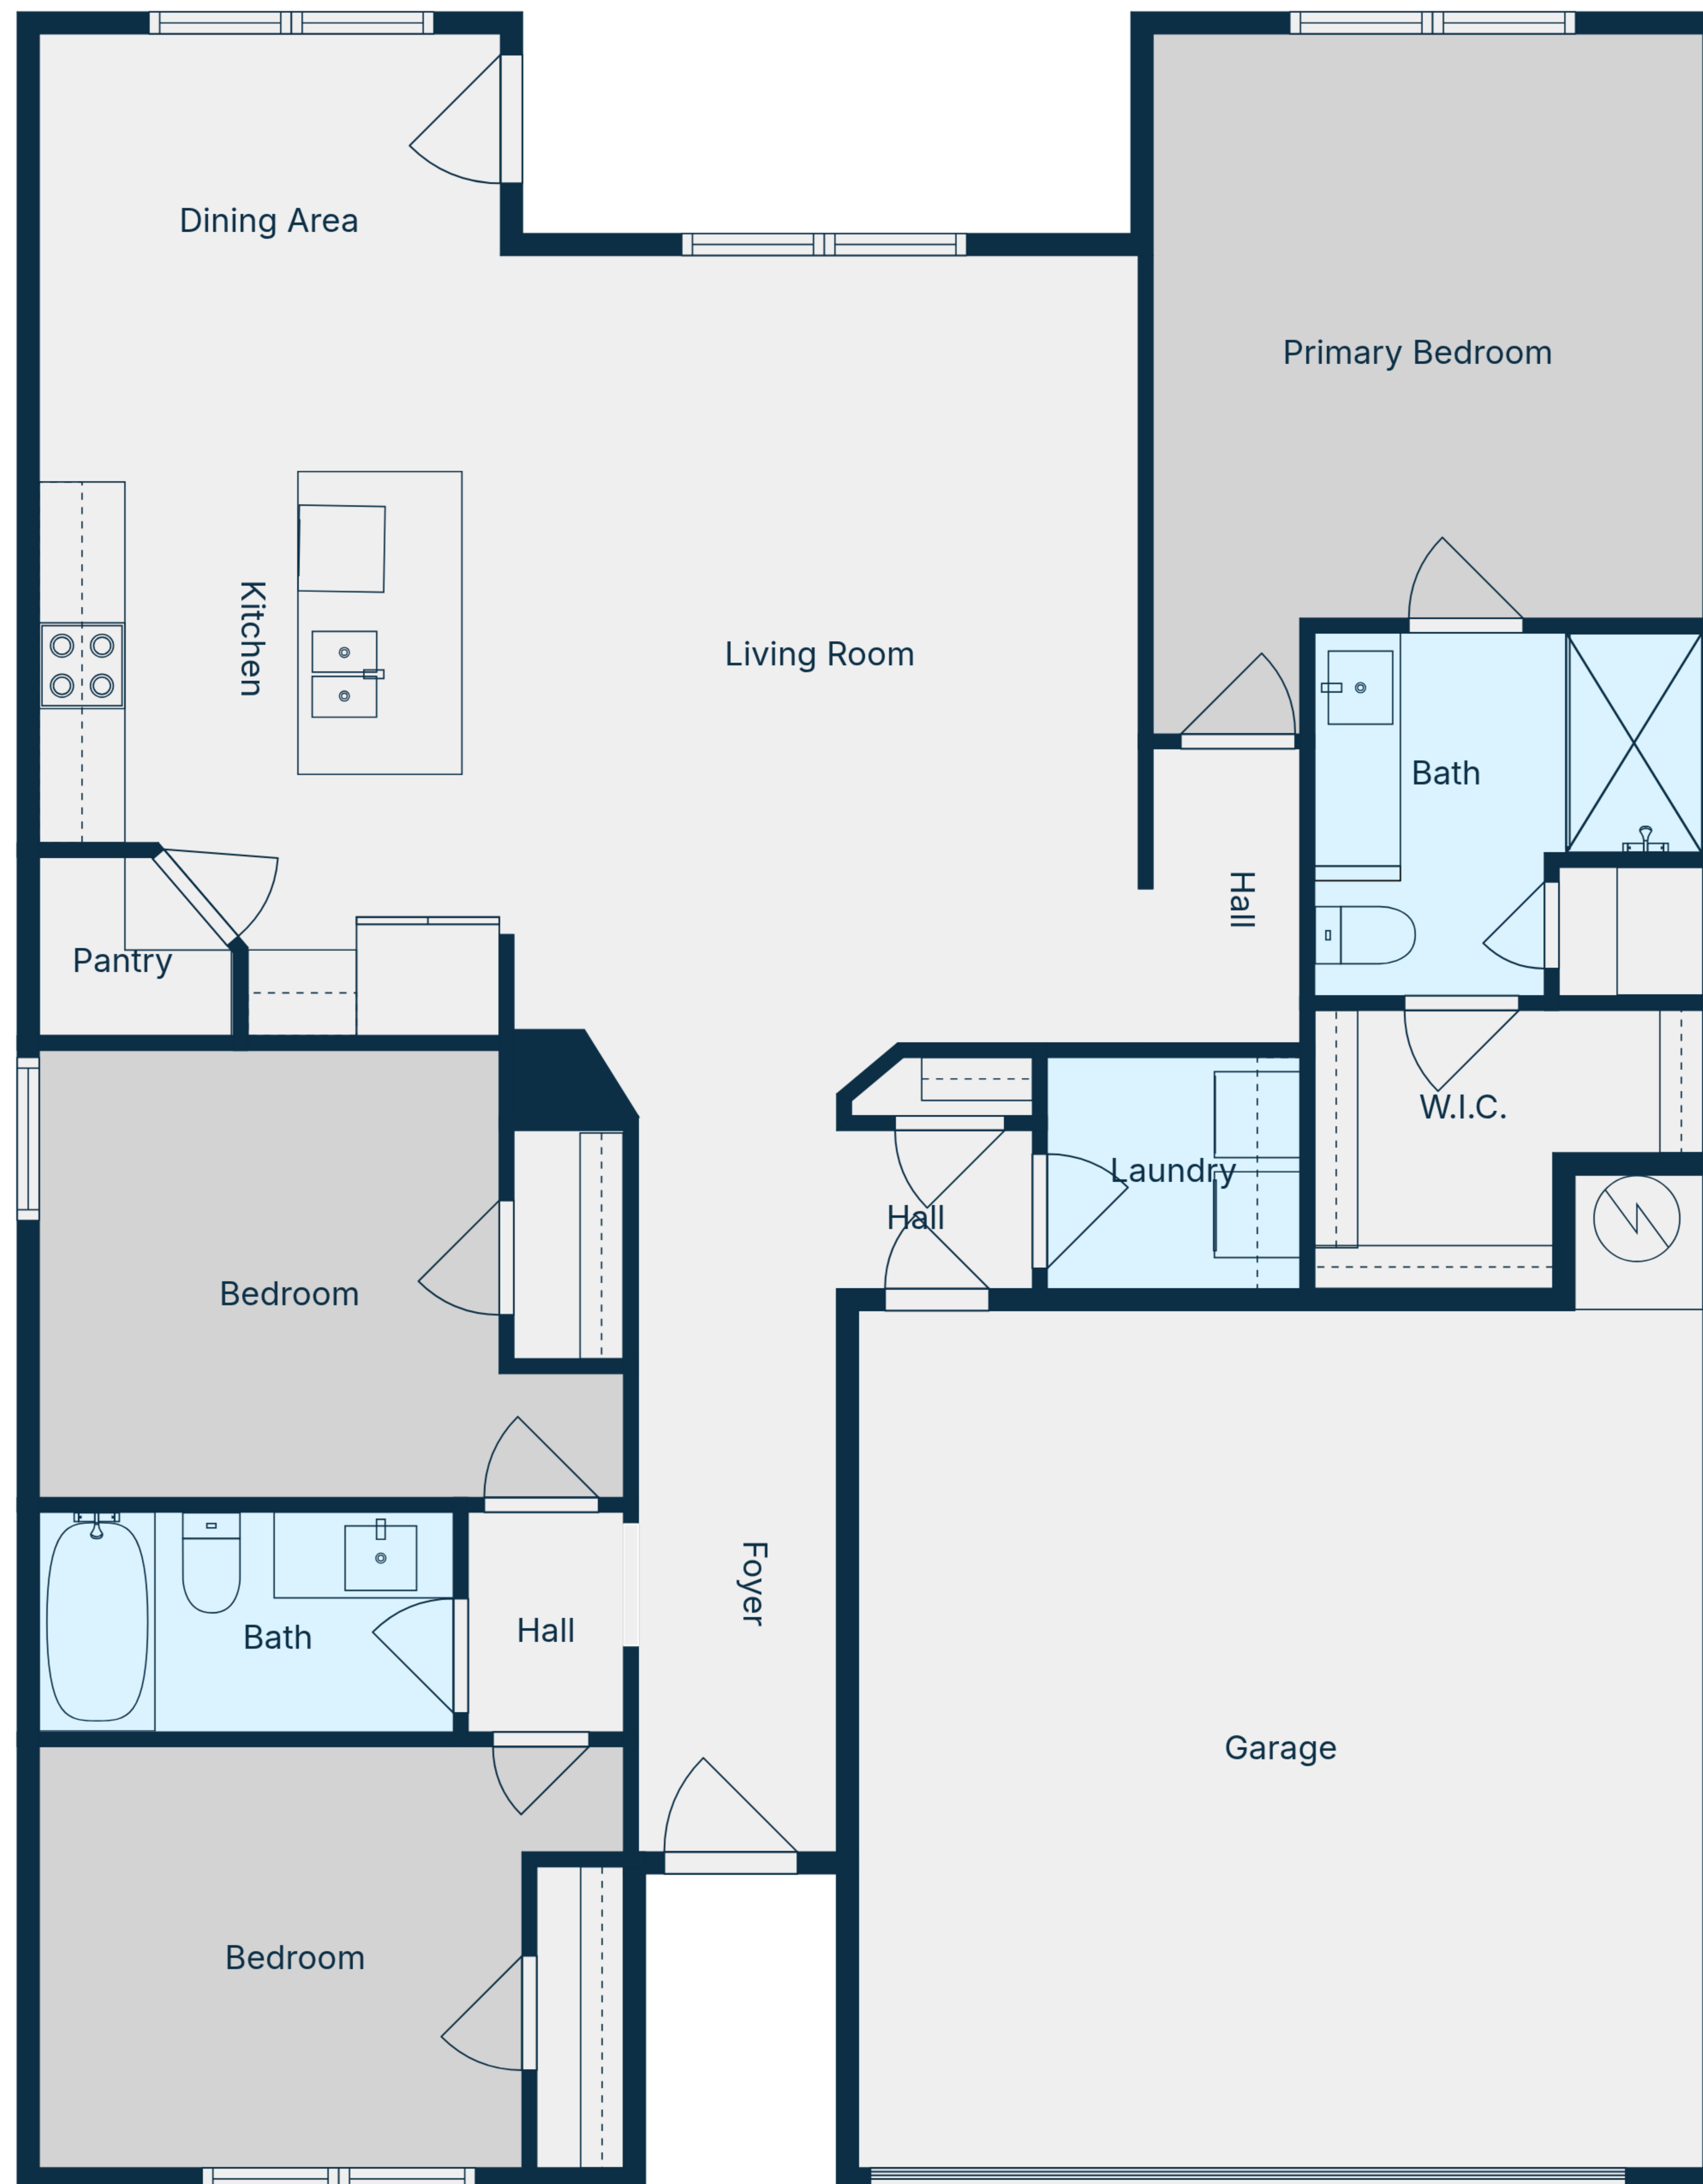 Dining Area
Primary Bedroom
Kitchen
Living Room
Bath
Hall
Pantry
W.I.C.
Laundry
Hall
Bedroom
Foyer
Bath
Hall
Garage
Bedroom